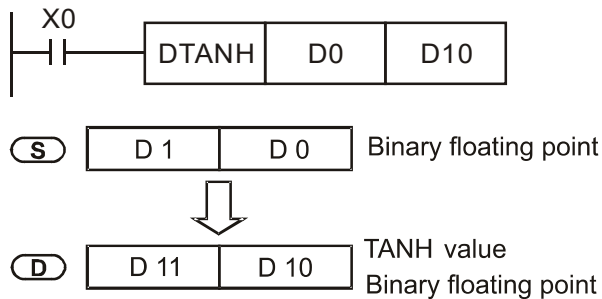 X0
DTANH D0 D10
S D 1 D 0 Binary floating point
TANH value
D D 11 D 10 Binary floating point